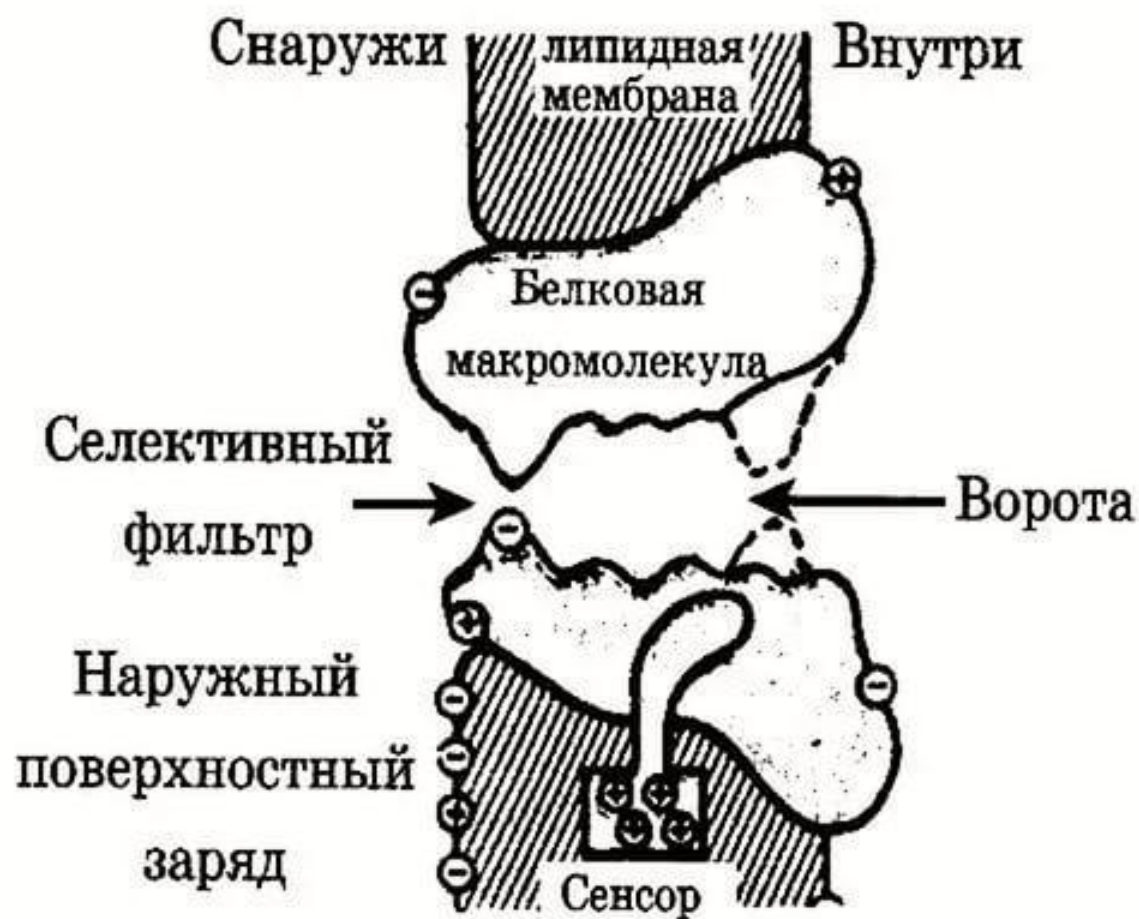 Снаружи
липидная
мембрана
Внутри
Белковая
макромолекула
Селективный
фильтр
Ворота
Наружный
поверхностный
заряд
Сенсор